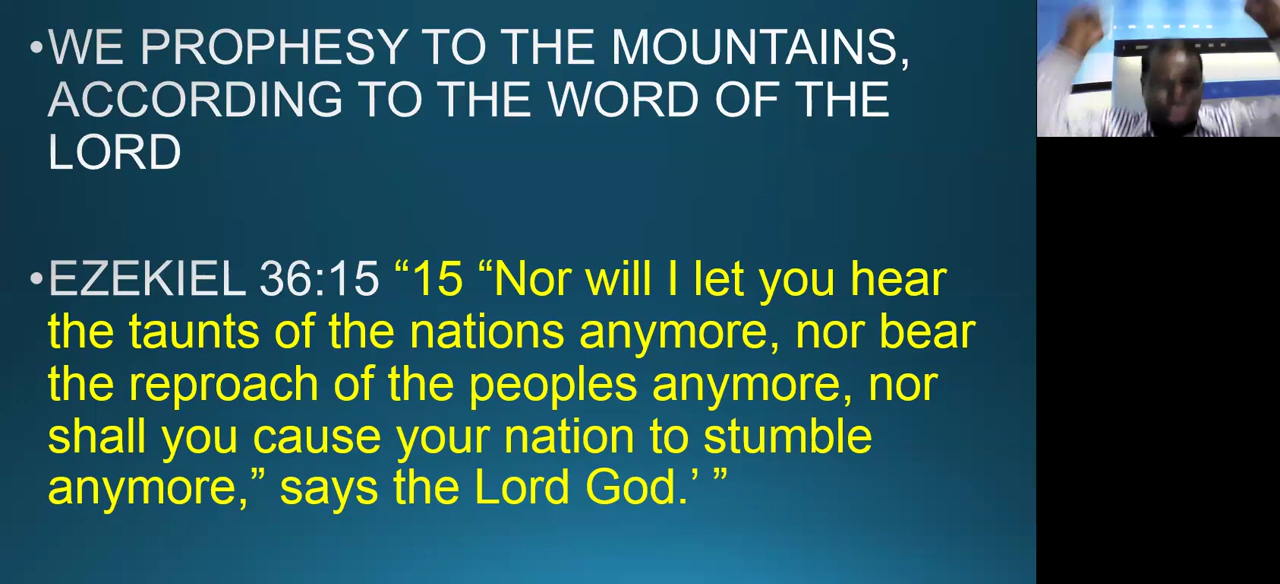 •WE PROPHESY TO THE MOUNTAINS,
ACCORDING TO THE WORD OF THE
LORD
•EZEKIEL 36:15 “15 “Nor will I let you hear
the taunts of the nations anymore, nor bear
the reproach of the peoples anymore, nor
shall you cause your nation to stumble
anymore,” says the Lord God.’ ”